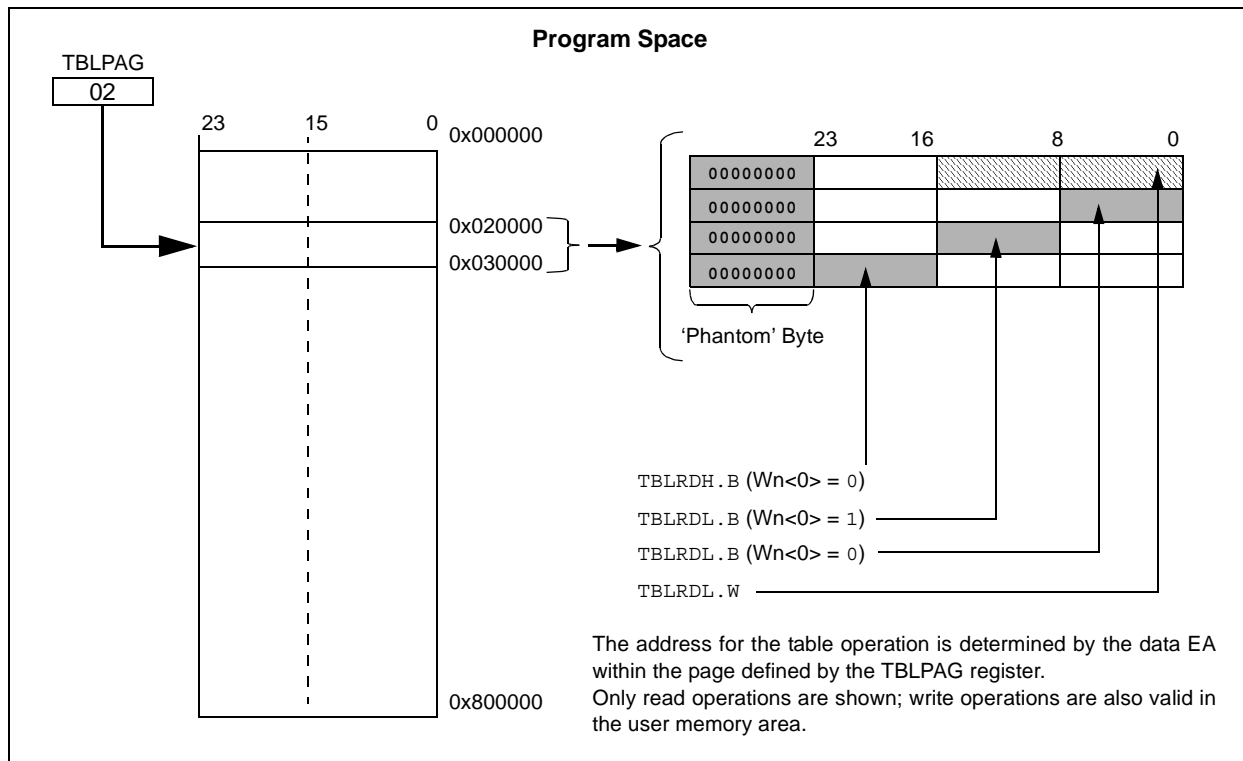 Program Space
TBLPAG
02
23 15 0
0x000000
0x020000
0x030000
0x800000
23 16 8 0
00000000
00000000
00000000
00000000
‘Phantom’ Byte
TBLRDH.B (Wn<0> = 0)
TBLRDL.B (Wn<0> = 1)
TBLRDL.B (Wn<0> = 0)
TBLRDL.W
The address for the table operation is determined by the data EA
within the page defined by the TBLPAG register.
Only read operations are shown; write operations are also valid in
the user memory area.